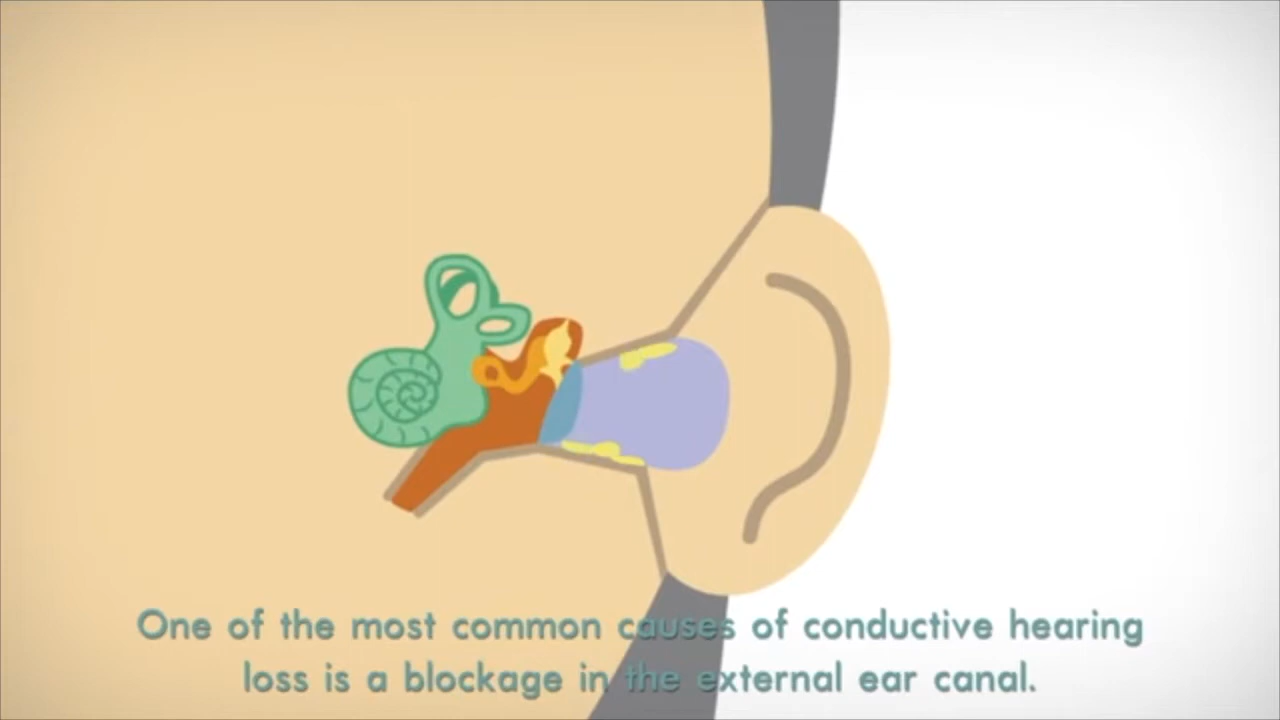 One of the most common causes of conductive hearing
loss is a blockage in the external ear canal.